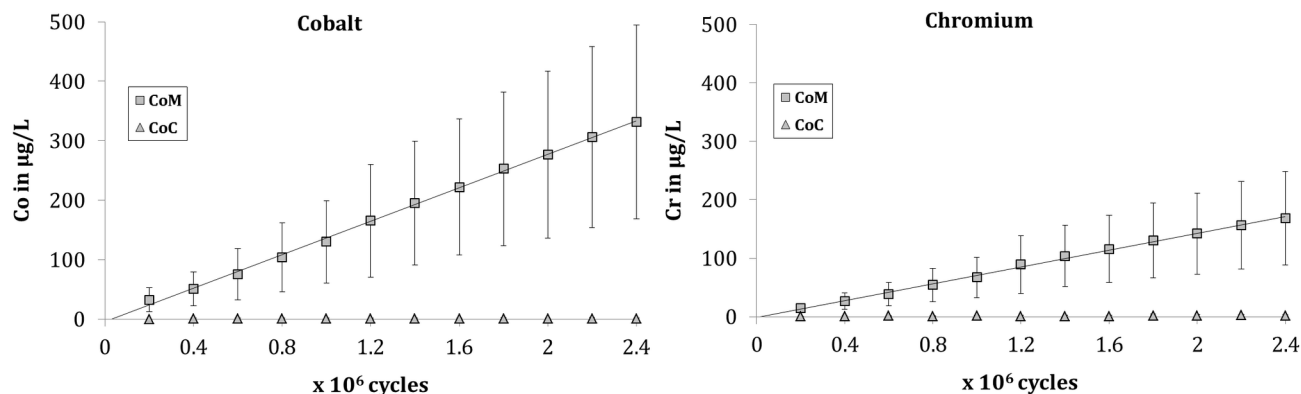 Cobalt
500
400
300
200
100
0
Co in µg/L
CoM
CoC
0 0.4 0.8 1.2 1.6 2 2.4
x 10⁶ cycles
Chromium
500
400
300
200
100
0
Cr in µg/L
CoM
CoC
0 0.4 0.8 1.2 1.6 2 2.4
x 10⁶ cycles